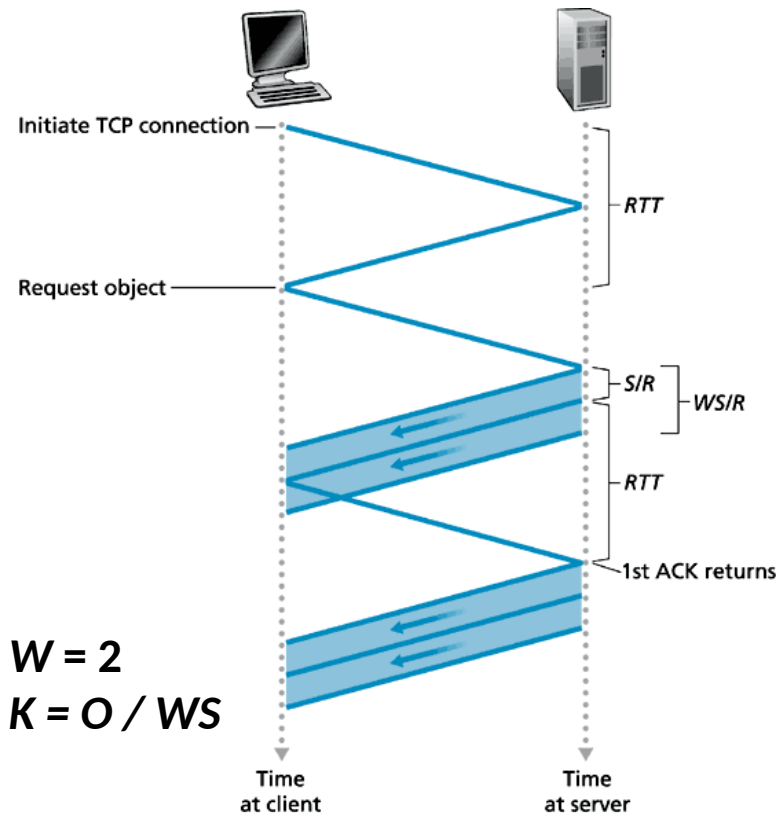 Initiate TCP connection
RTT
Request object
S/R
WS/R
RTT
1st ACK returns
W = 2
K = O / WS
Time
at client
Time
at server